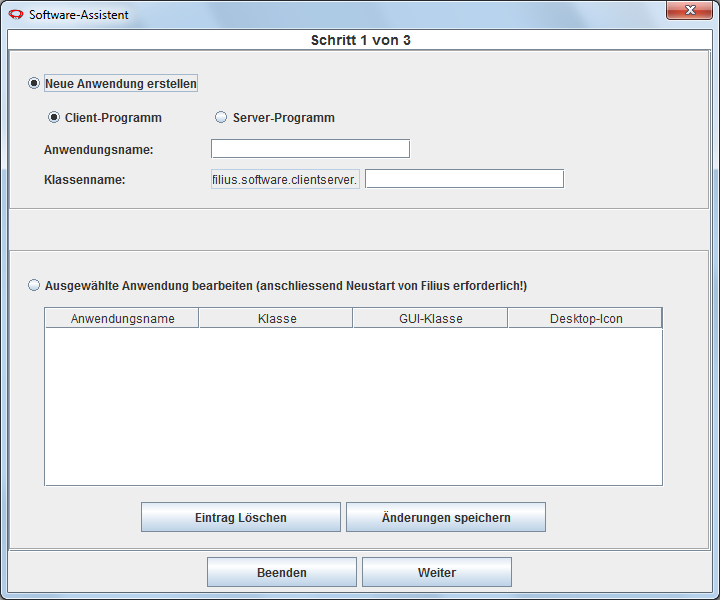 Software-Assistent
Schritt 1 von 3
Neue Anwendung erstellen
Client-Programm Server-Programm
Anwendungsname:
Klassenname: filius.software.clientserver.
Ausgewählte Anwendung bearbeiten (anschliessend Neustart von Filius erforderlich!)
Anwendungsname Klasse GUI-Klasse Desktop-Icon
Eintrag Löschen Änderungen speichern
Beenden Weiter